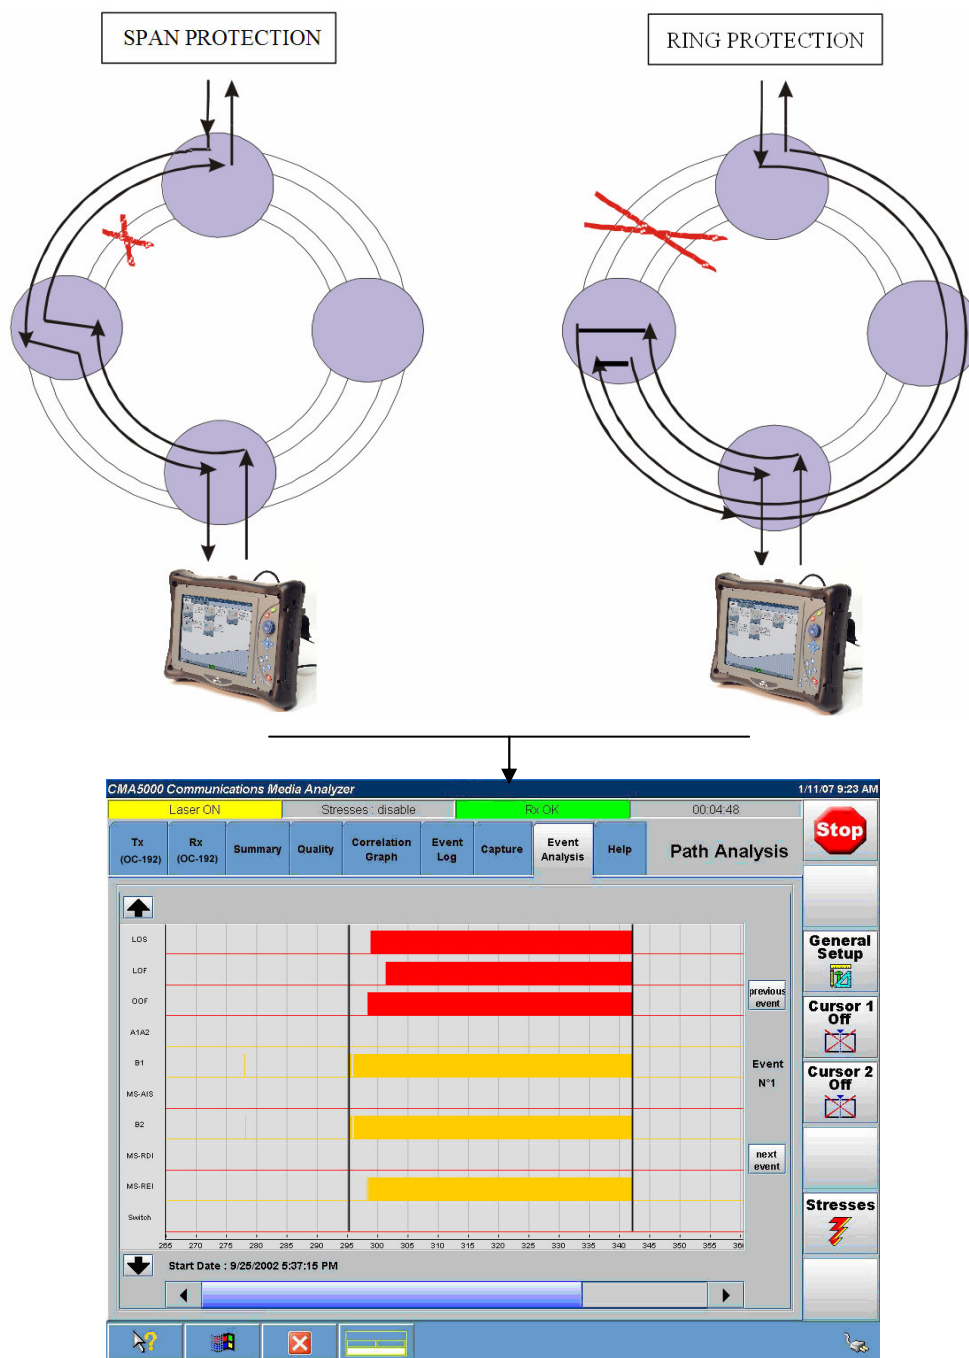 SPAN PROTECTION
RING PROTECTION
CMA5000 Communications Media Analyzer
1/11/07 9:23 AM
Laser ON
Stresses : disable
Rx OK
00:04:48
Stop
Tx
(OC-192)
Rx
(OC-192)
Summary
Quality
Correlation
Graph
Event
Log
Capture
Event
Analysis
Help
Path Analysis
LOS
LOF
OOF
A1A2
B1
MS-AIS
B2
MS-RDI
MS-REI
Switch
265 270 275 280 285 290 295 300 305 310 315 320 325 330 335 340 345 350 355 36
Start Date : 9/25/2002 5:37:15 PM
previous
event
Event
N°1
next
event
General
Setup
Cursor 1
Off
Cursor 2
Off
Stresses